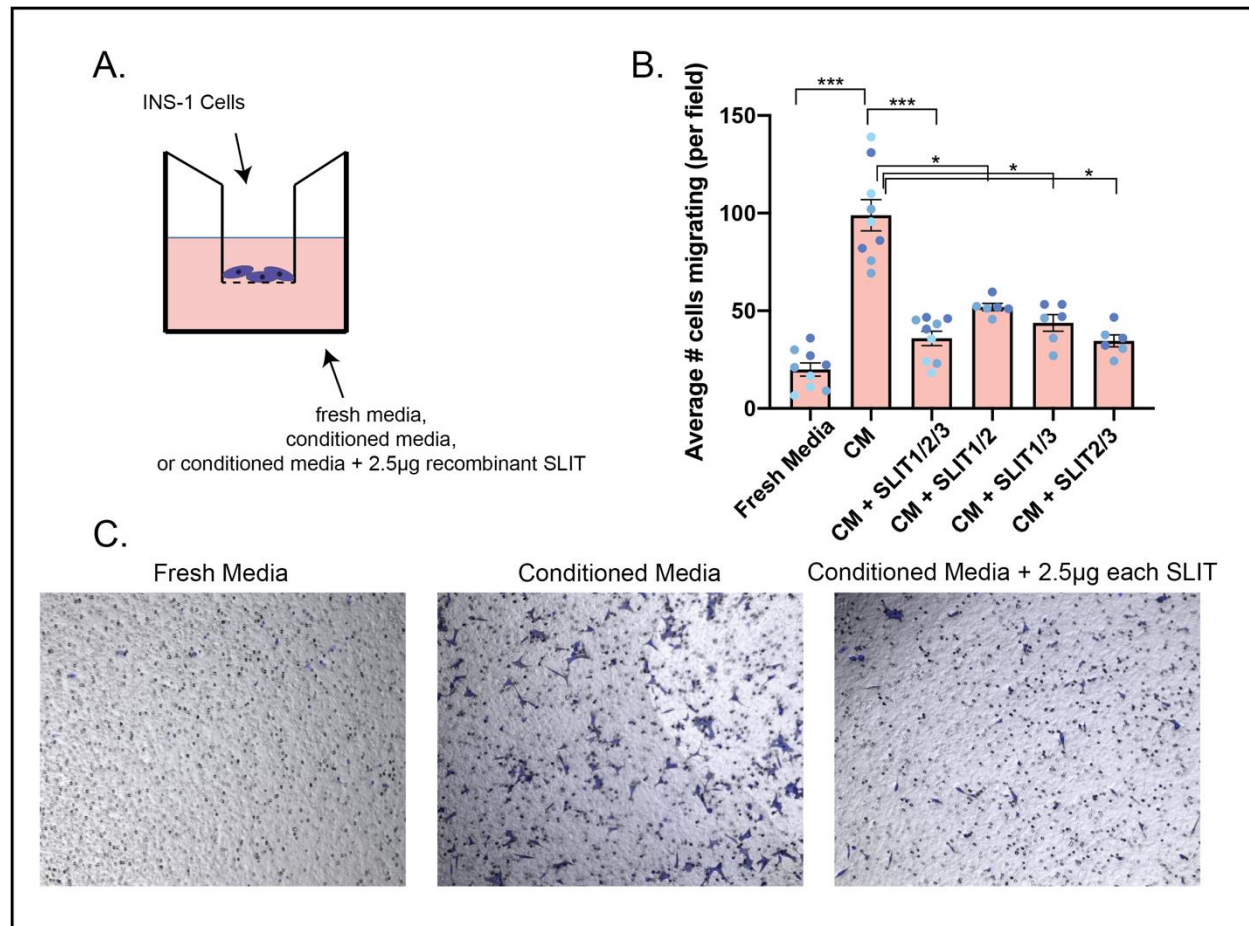 A.
INS-1 Cells
fresh media,
conditioned media,
or conditioned media + 2.5µg recombinant SLIT
B.
Average # cells migrating (per field)
150
100
50
0
***
***
*
*
*
Fresh Media
CM
CM + SLIT1/2/3
CM + SLIT1/2
CM + SLIT1/3
CM + SLIT2/3
C.
Fresh Media
Conditioned Media
Conditioned Media + 2.5µg each SLIT